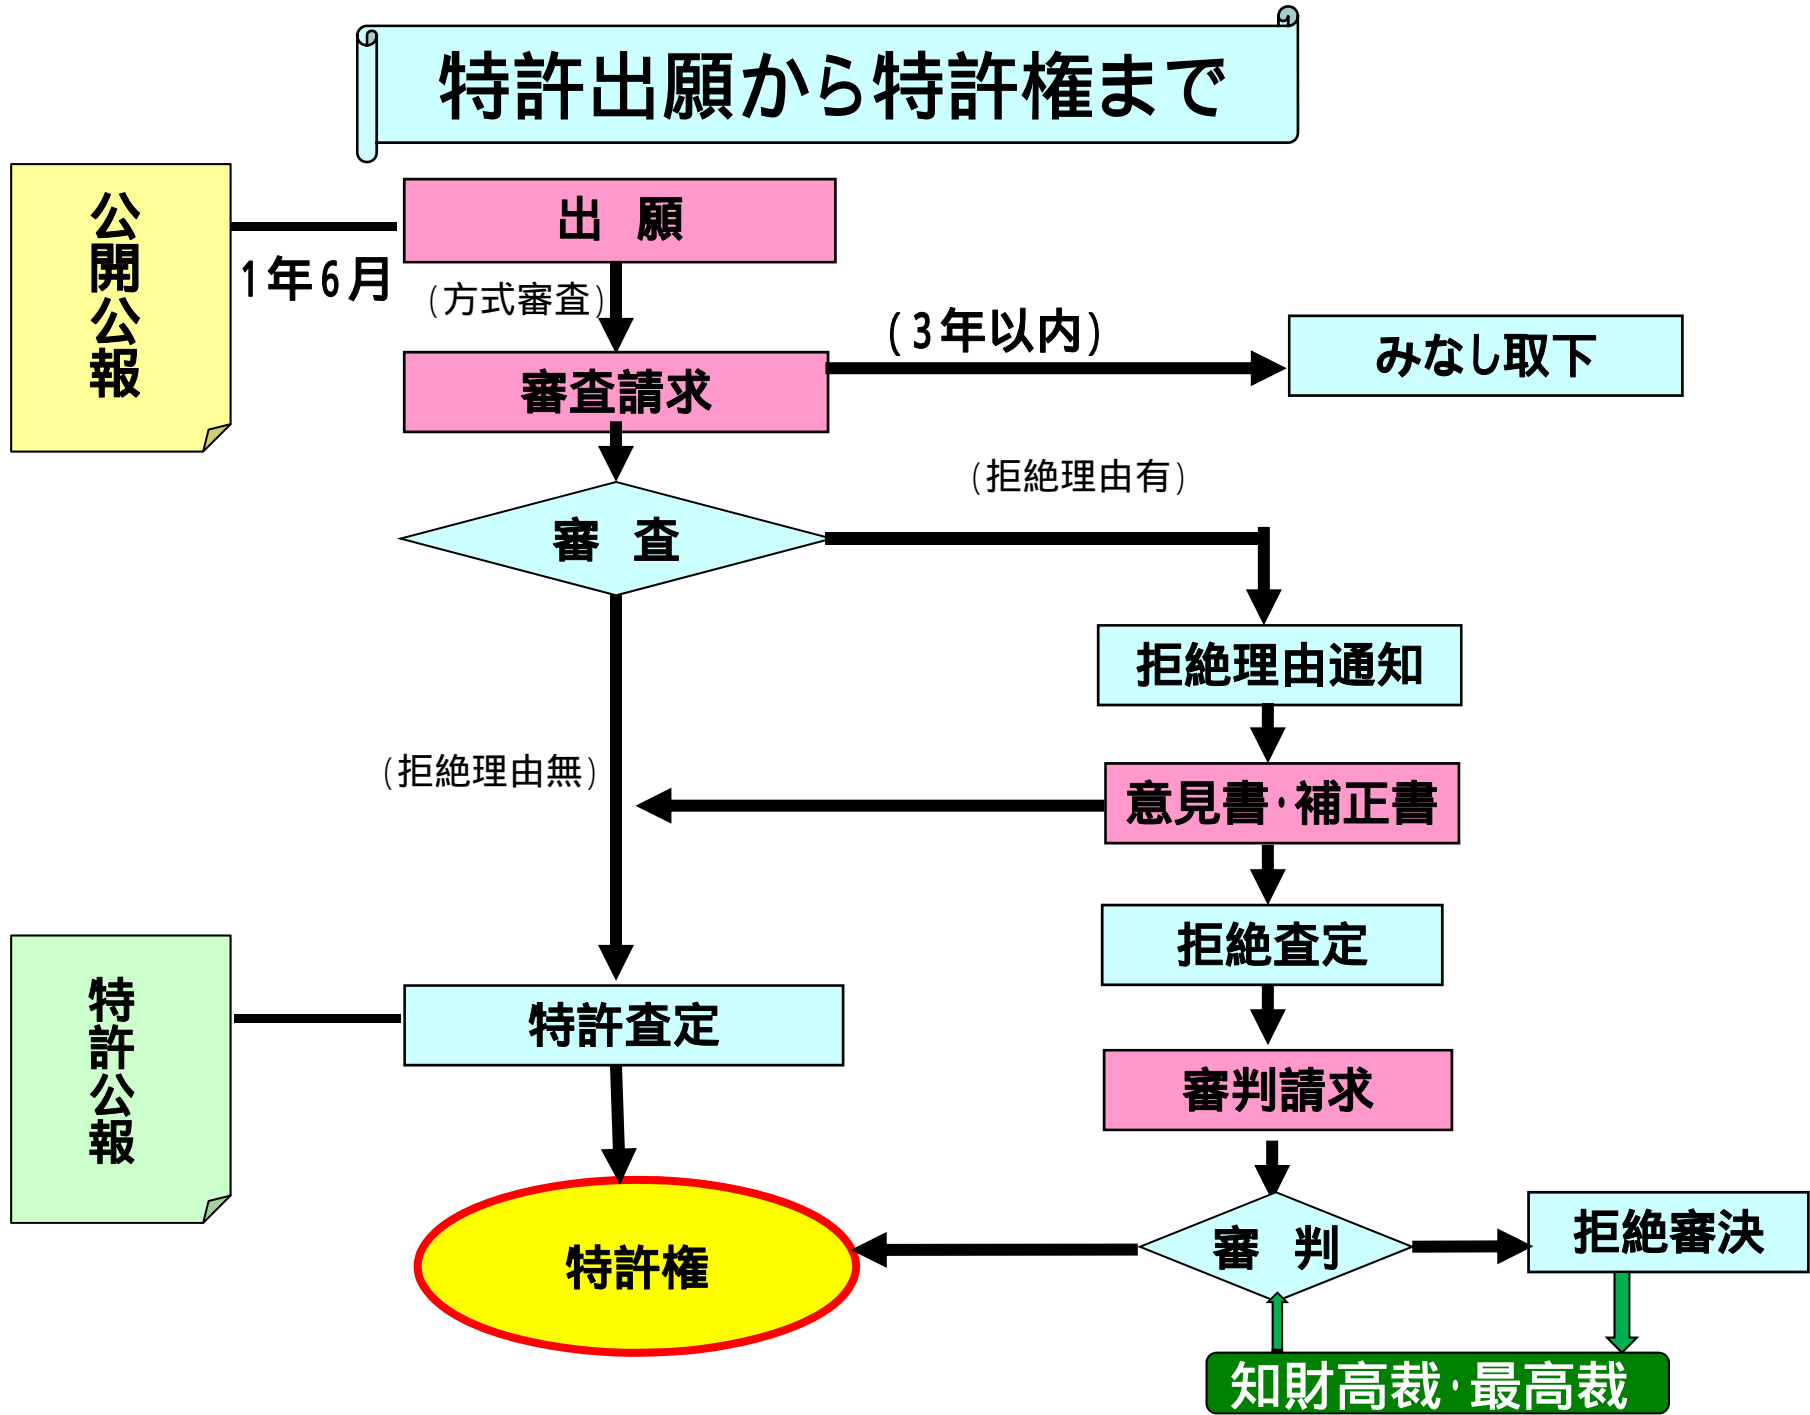 特許出願から特許権まで
公開公報
1年6月
出 願
(方式審査)
審査請求
(3年以内)
みなし取下
審 査
(拒絶理由有)
拒絶理由通知
(拒絶理由無)
意見書・補正書
拒絶査定
特許公報
特許査定
審判請求
特許権
審 判
拒絶審決
知財高裁・最高裁